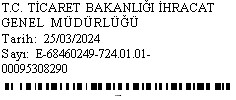 T.C. TİCARET BAKANLIĞI İHRACAT
GENEL MÜDÜRLÜĞÜ
Tarih: 25/03/2024
Sayı: E-68460249-724.01.01-
00095308290